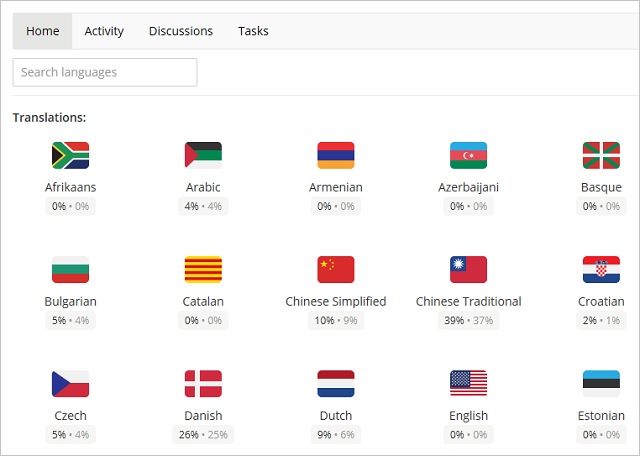 Home Activity Discussions Tasks
Search languages
Translations:
Afrikaans Arabic Armenian Azerbaijani Basque
0% • 0% 4% • 4% 0% • 0% 0% • 0% 0% • 0%
Bulgarian Catalan Chinese Simplified Chinese Traditional Croatian
5% • 4% 0% • 0% 10% • 9% 39% • 37% 2% • 1%
Czech Danish Dutch English Estonian
5% • 4% 26% • 25% 9% • 6% 0% • 0% 0% • 0%